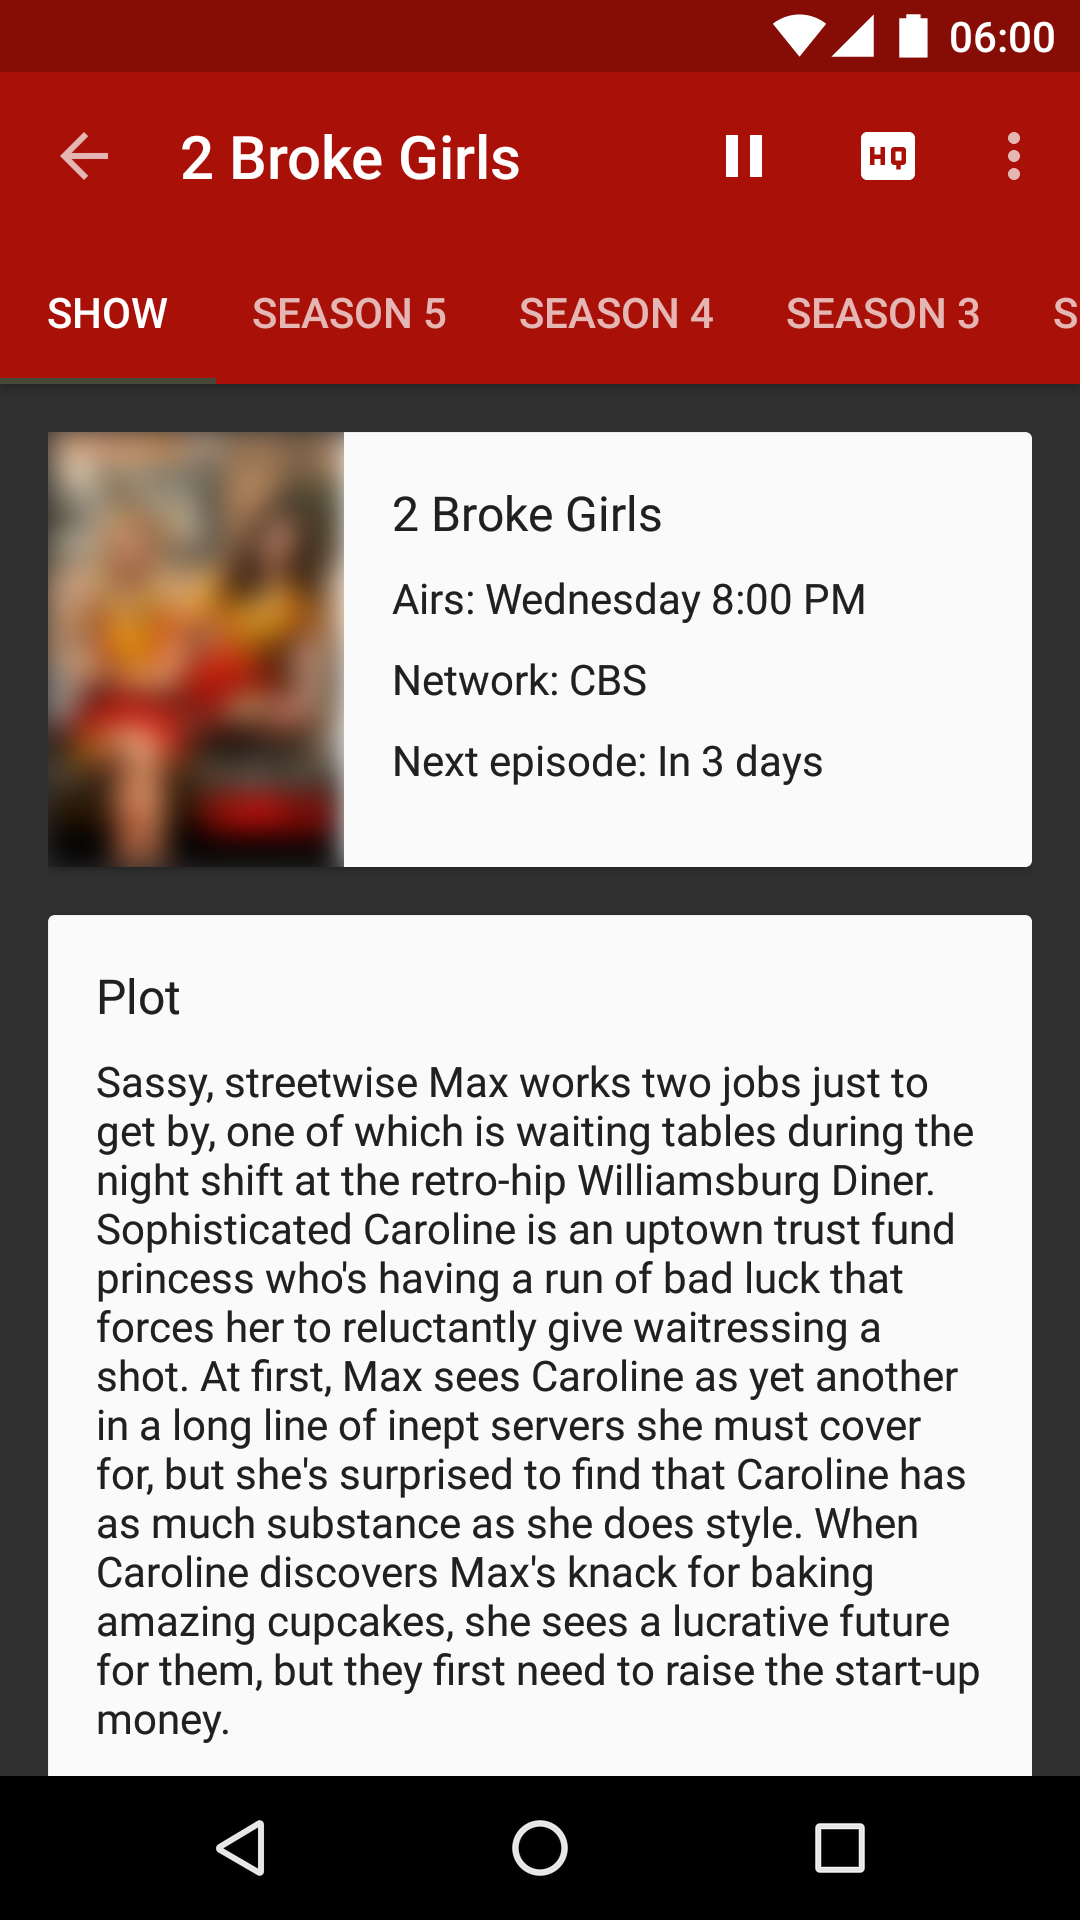 06:00
2 Broke Girls
HQ
SHOW SEASON 5 SEASON 4 SEASON 3 S
2 Broke Girls
Airs: Wednesday 8:00 PM
Network: CBS
Next episode: In 3 days
Plot
Sassy, streetwise Max works two jobs just to
get by, one of which is waiting tables during the
night shift at the retro-hip Williamsburg Diner.
Sophisticated Caroline is an uptown trust fund
princess who's having a run of bad luck that
forces her to reluctantly give waitressing a
shot. At first, Max sees Caroline as yet another
in a long line of inept servers she must cover
for, but she's surprised to find that Caroline has
as much substance as she does style. When
Caroline discovers Max's knack for baking
amazing cupcakes, she sees a lucrative future
for them, but they first need to raise the start-up
money.